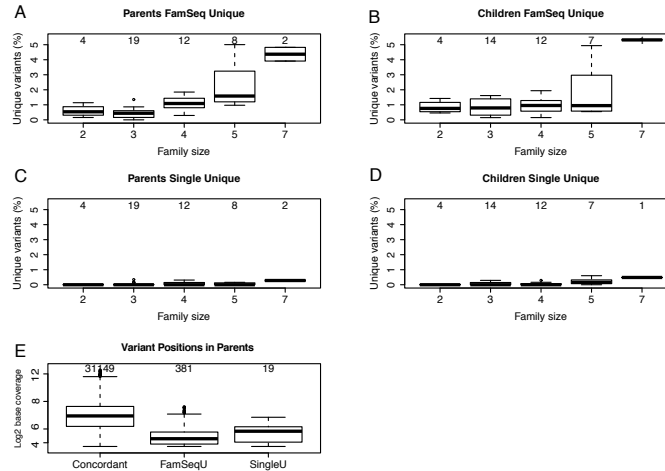 A
Parents FamSeq Unique
Unique variants (%)
0 1 2 3 4 5
4 19 12 8 2
2 3 4 5 7
Family size
B
Children FamSeq Unique
Unique variants (%)
0 1 2 3 4 5
4 14 12 7
2 3 4 5 7
Family size
C
Parents Single Unique
Unique variants (%)
0 1 2 3 4 5
4 19 12 8 2
2 3 4 5 7
Family size
D
Children Single Unique
Unique variants (%)
0 1 2 3 4 5
4 14 12 7 1
2 3 4 5 7
Family size
E
Variant Positions in Parents
Log2 base coverage
4 6 8 12
31149 381 19
Concordant FamSeqU SingleU